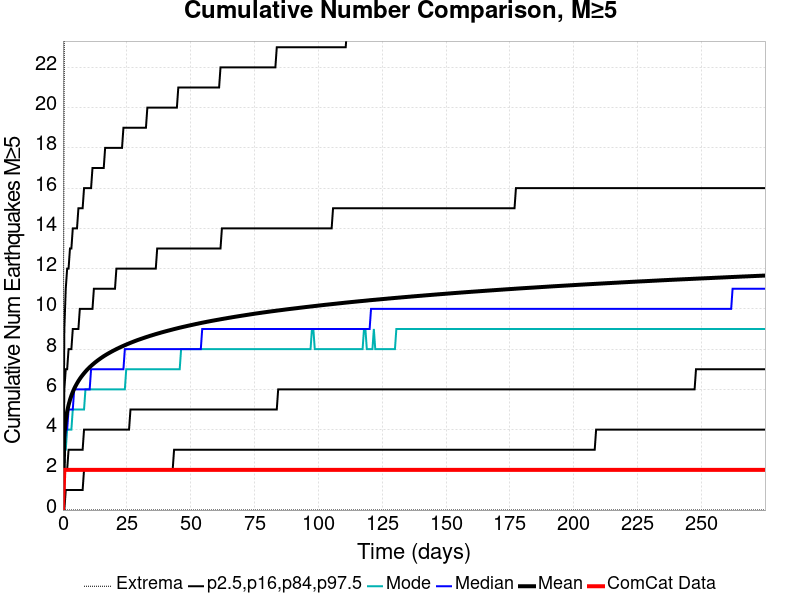 Cumulative Number Comparison, M≥5
Cumulative Num Earthquakes M≥5
22
20
18
16
14
12
10
8
6
4
2
0
0 25 50 75 100 125 150 175 200 225 250
Time (days)
Extrema p2.5,p16,p84,p97.5 Mode Median Mean ComCat Data